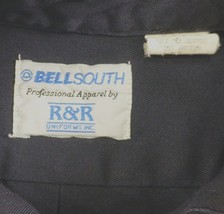 BELLSOUTH
Professional Apparel by
R&R
UNIFORMS, INC.